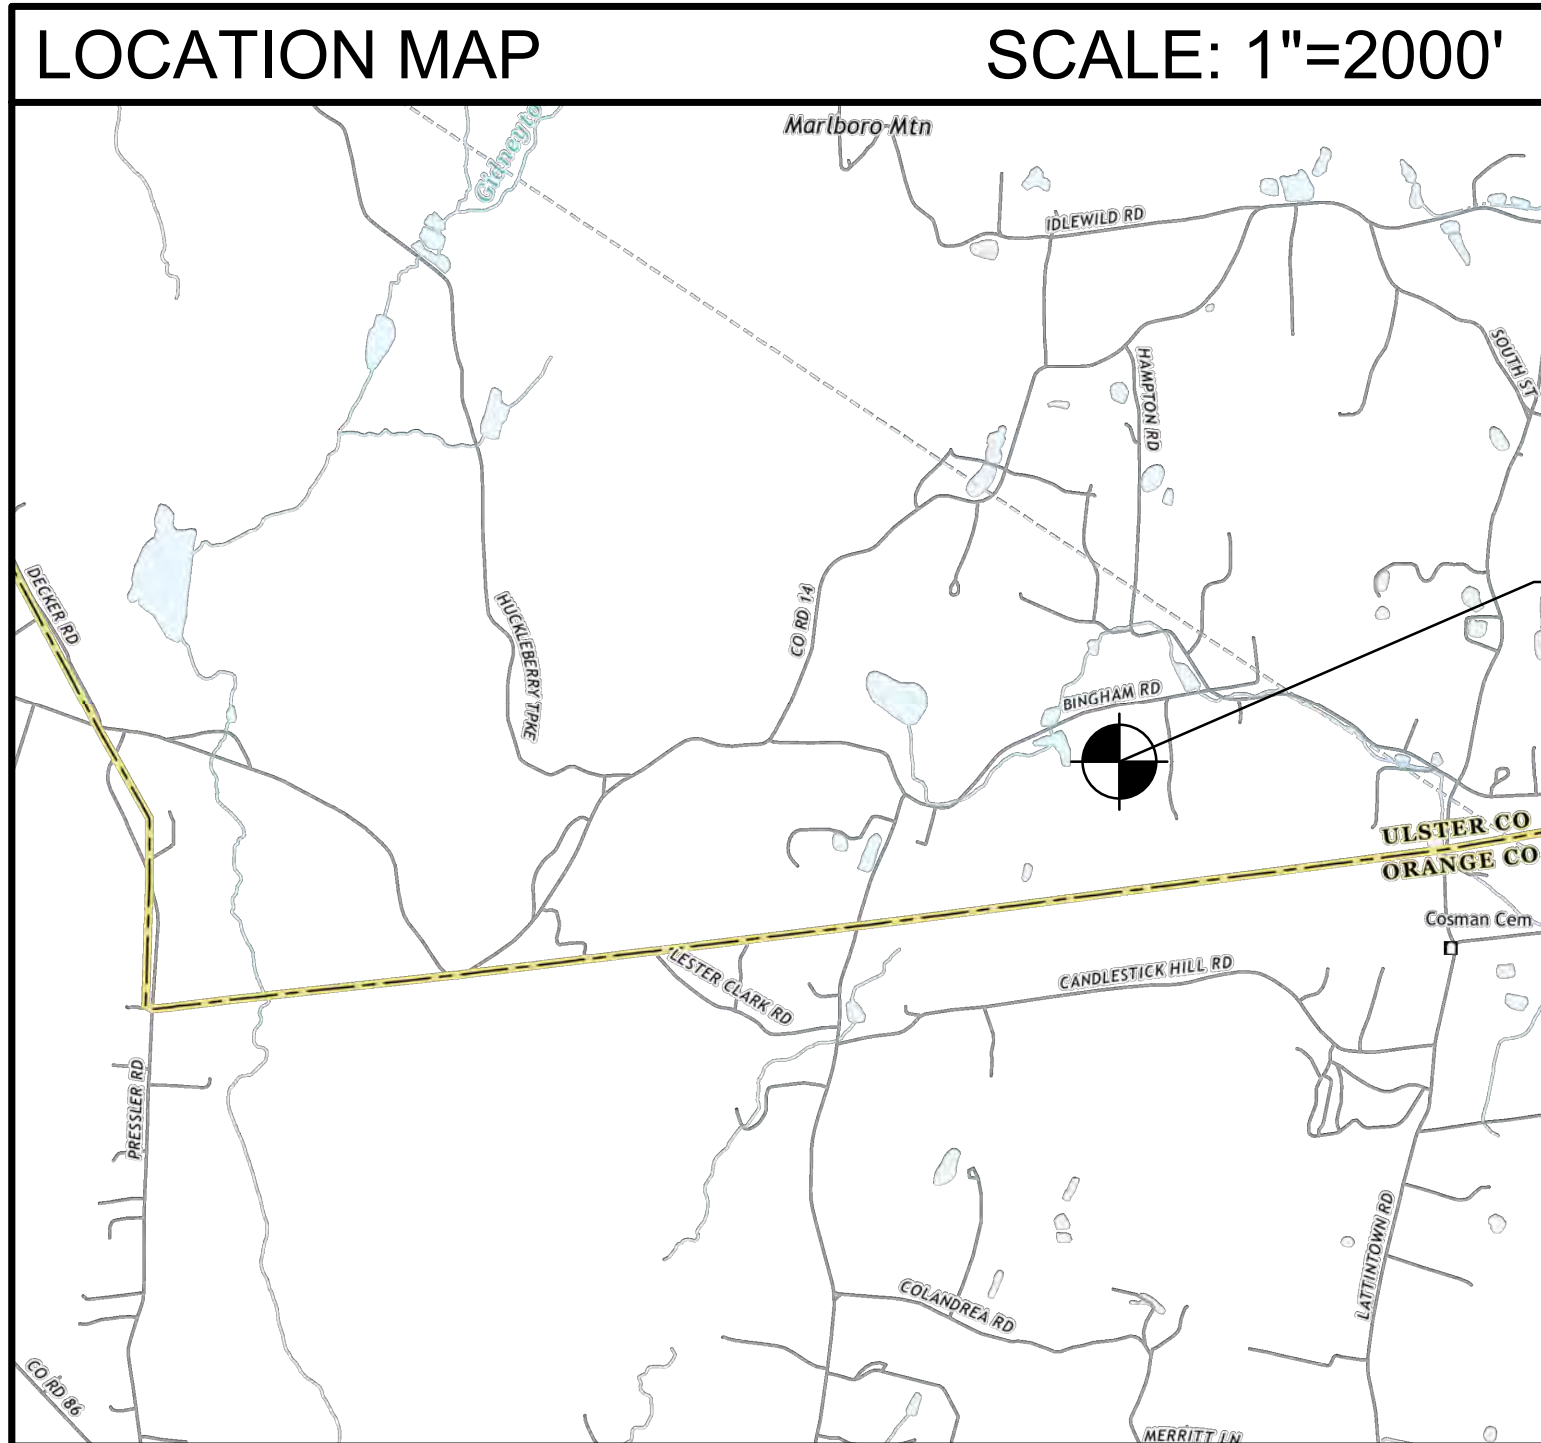 LOCATION MAP
SCALE: 1"=2000'
Marlboro Mtn
IDLEWILD RD
HAMPTON RD
SOUTH ST
DECKER RD
HUCKLEBERRY TPKE
CO RD 14
BINGHAM RD
ULSTER CO
ORANGE CO
Cosman Cem
LESTER CLARK RD
CANDLESTICK HILL RD
PRESSLER RD
LATTINTOWN RD
COLANDREA RD
CO RD 86
MERRITT LN